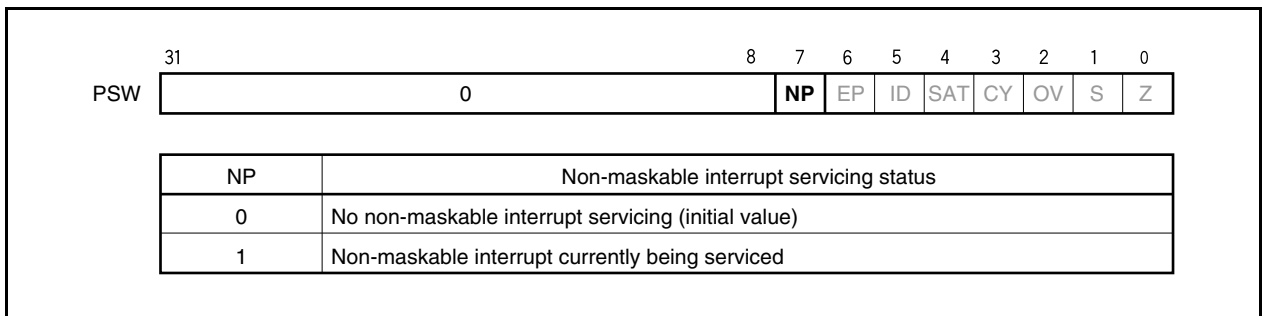 31 8 7 6 5 4 3 2 1 0
PSW 0 NP EP ID SAT CY OV S Z
NP Non-maskable interrupt servicing status
0 No non-maskable interrupt servicing (initial value)
1 Non-maskable interrupt currently being serviced